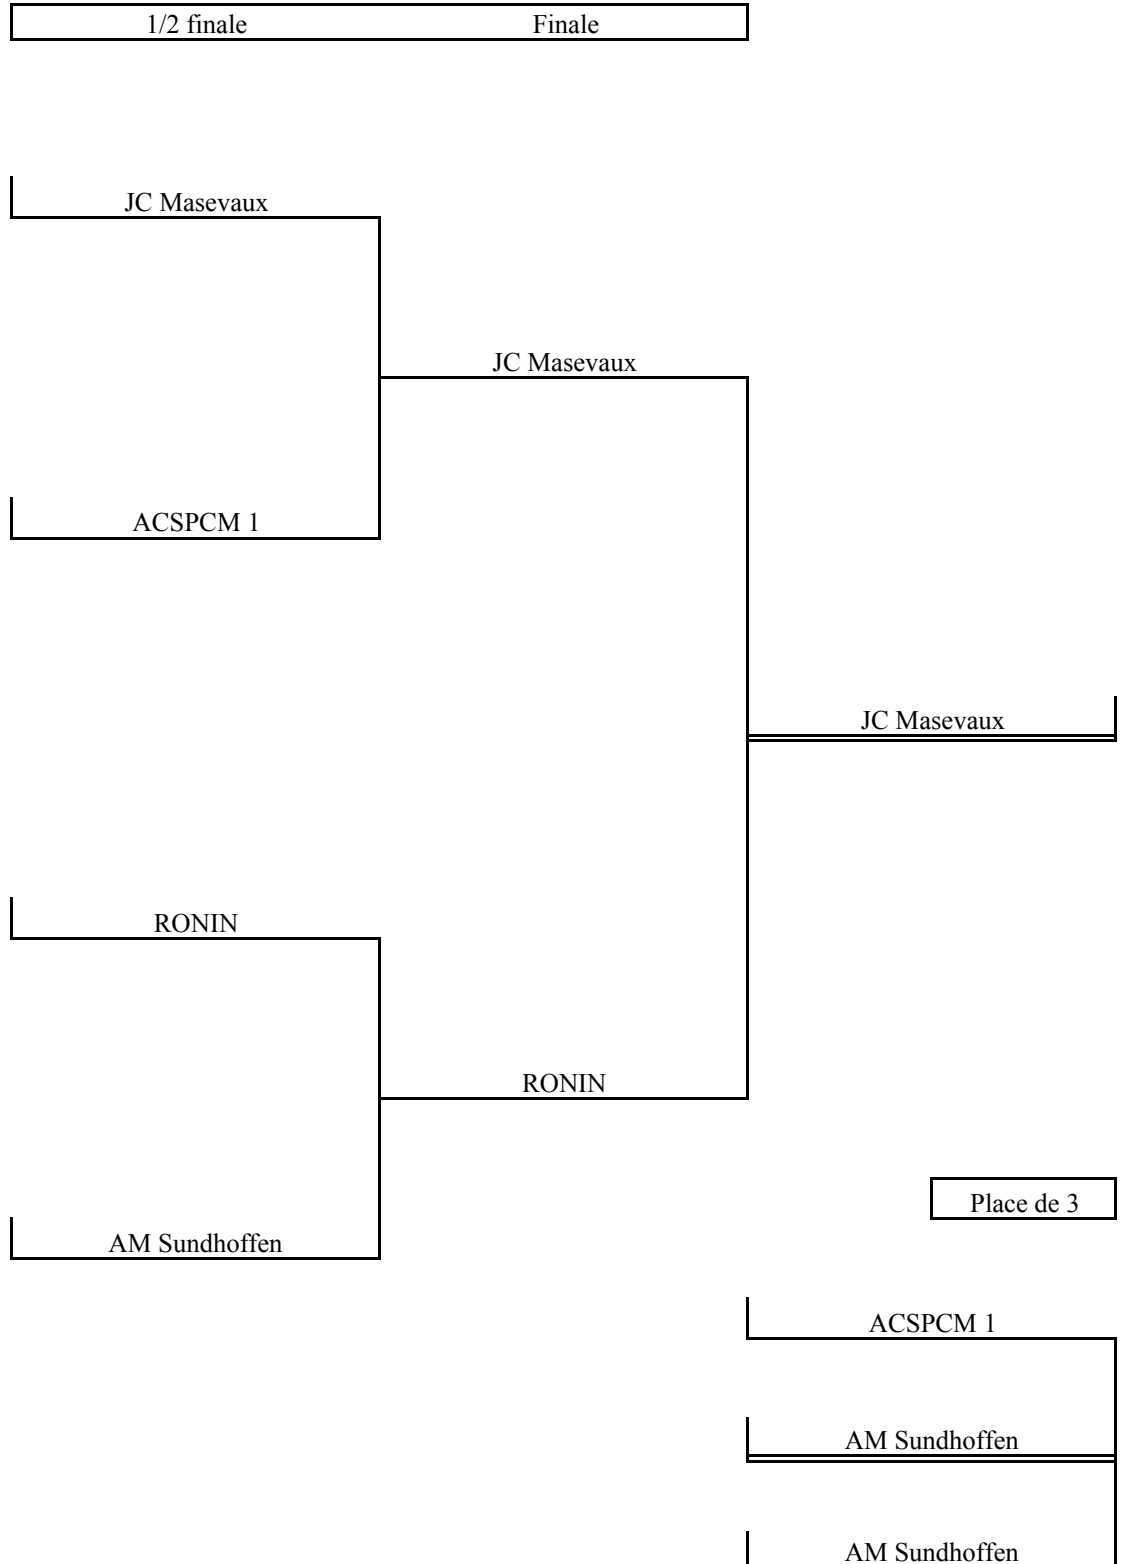 1/2 finale Finale
JC Masevaux
JC Masevaux
ACSPCM 1
JC Masevaux
RONIN
RONIN
Place de 3
AM Sundhoffen
ACSPCM 1
AM Sundhoffen
AM Sundhoffen